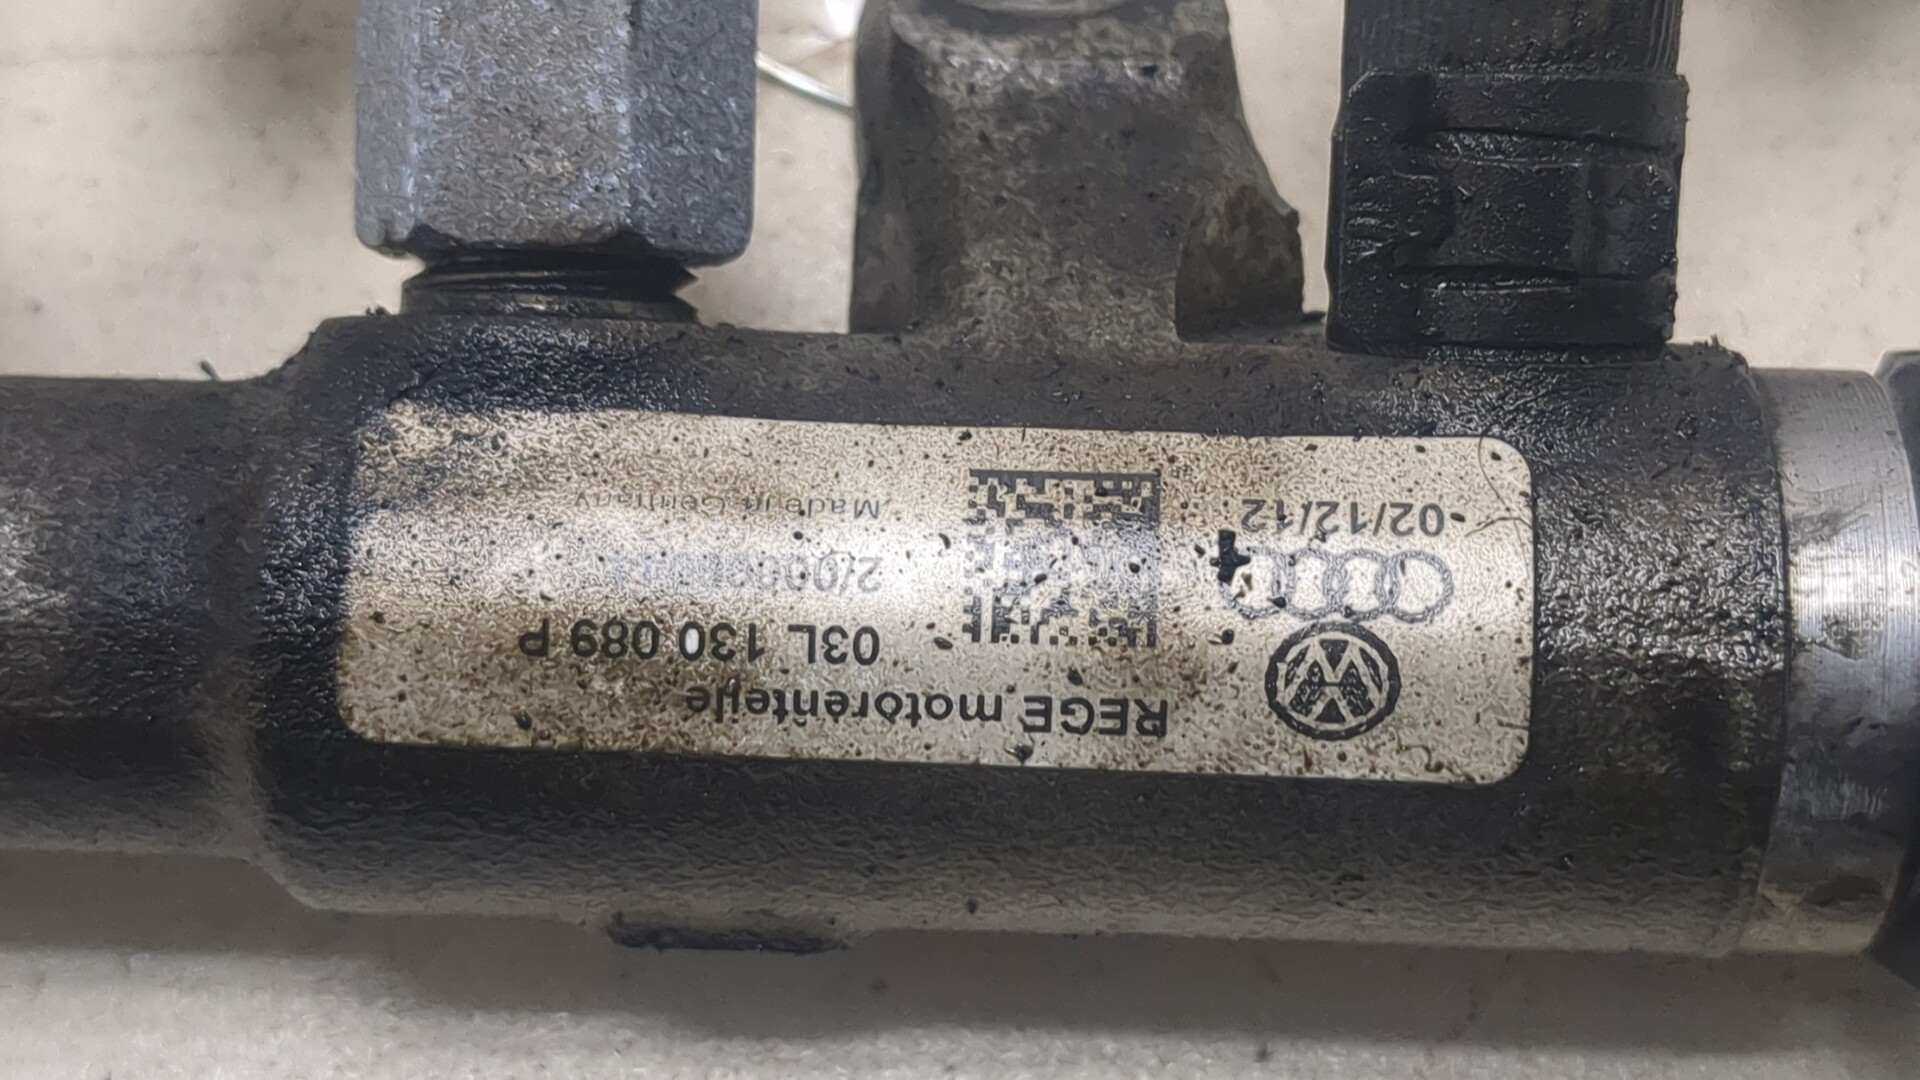 REGE motorenteile
03L 130 089 P
Made in Germany
02/12/12